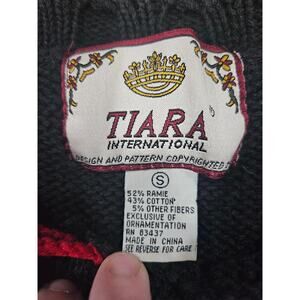 TIARA
INTERNATIONAL
DESIGN AND PATTERN COPYRIGHTED
S
52% RAMIE
43% COTTON
5% OTHER FIBERS
EXCLUSIVE OF
ORNAMENTATION
RN 83437
MADE IN CHINA
SEE REVERSE FOR CARE